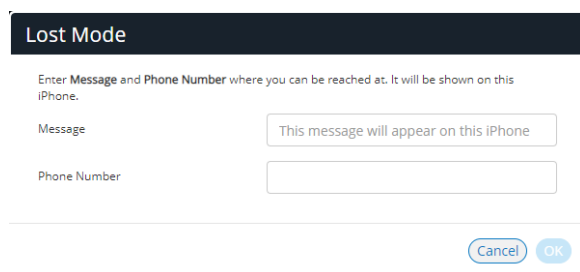 Lost Mode
Enter Message and Phone Number where you can be reached at. It will be shown on this
iPhone.
Message
This message will appear on this iPhone
Phone Number
Cancel
OK